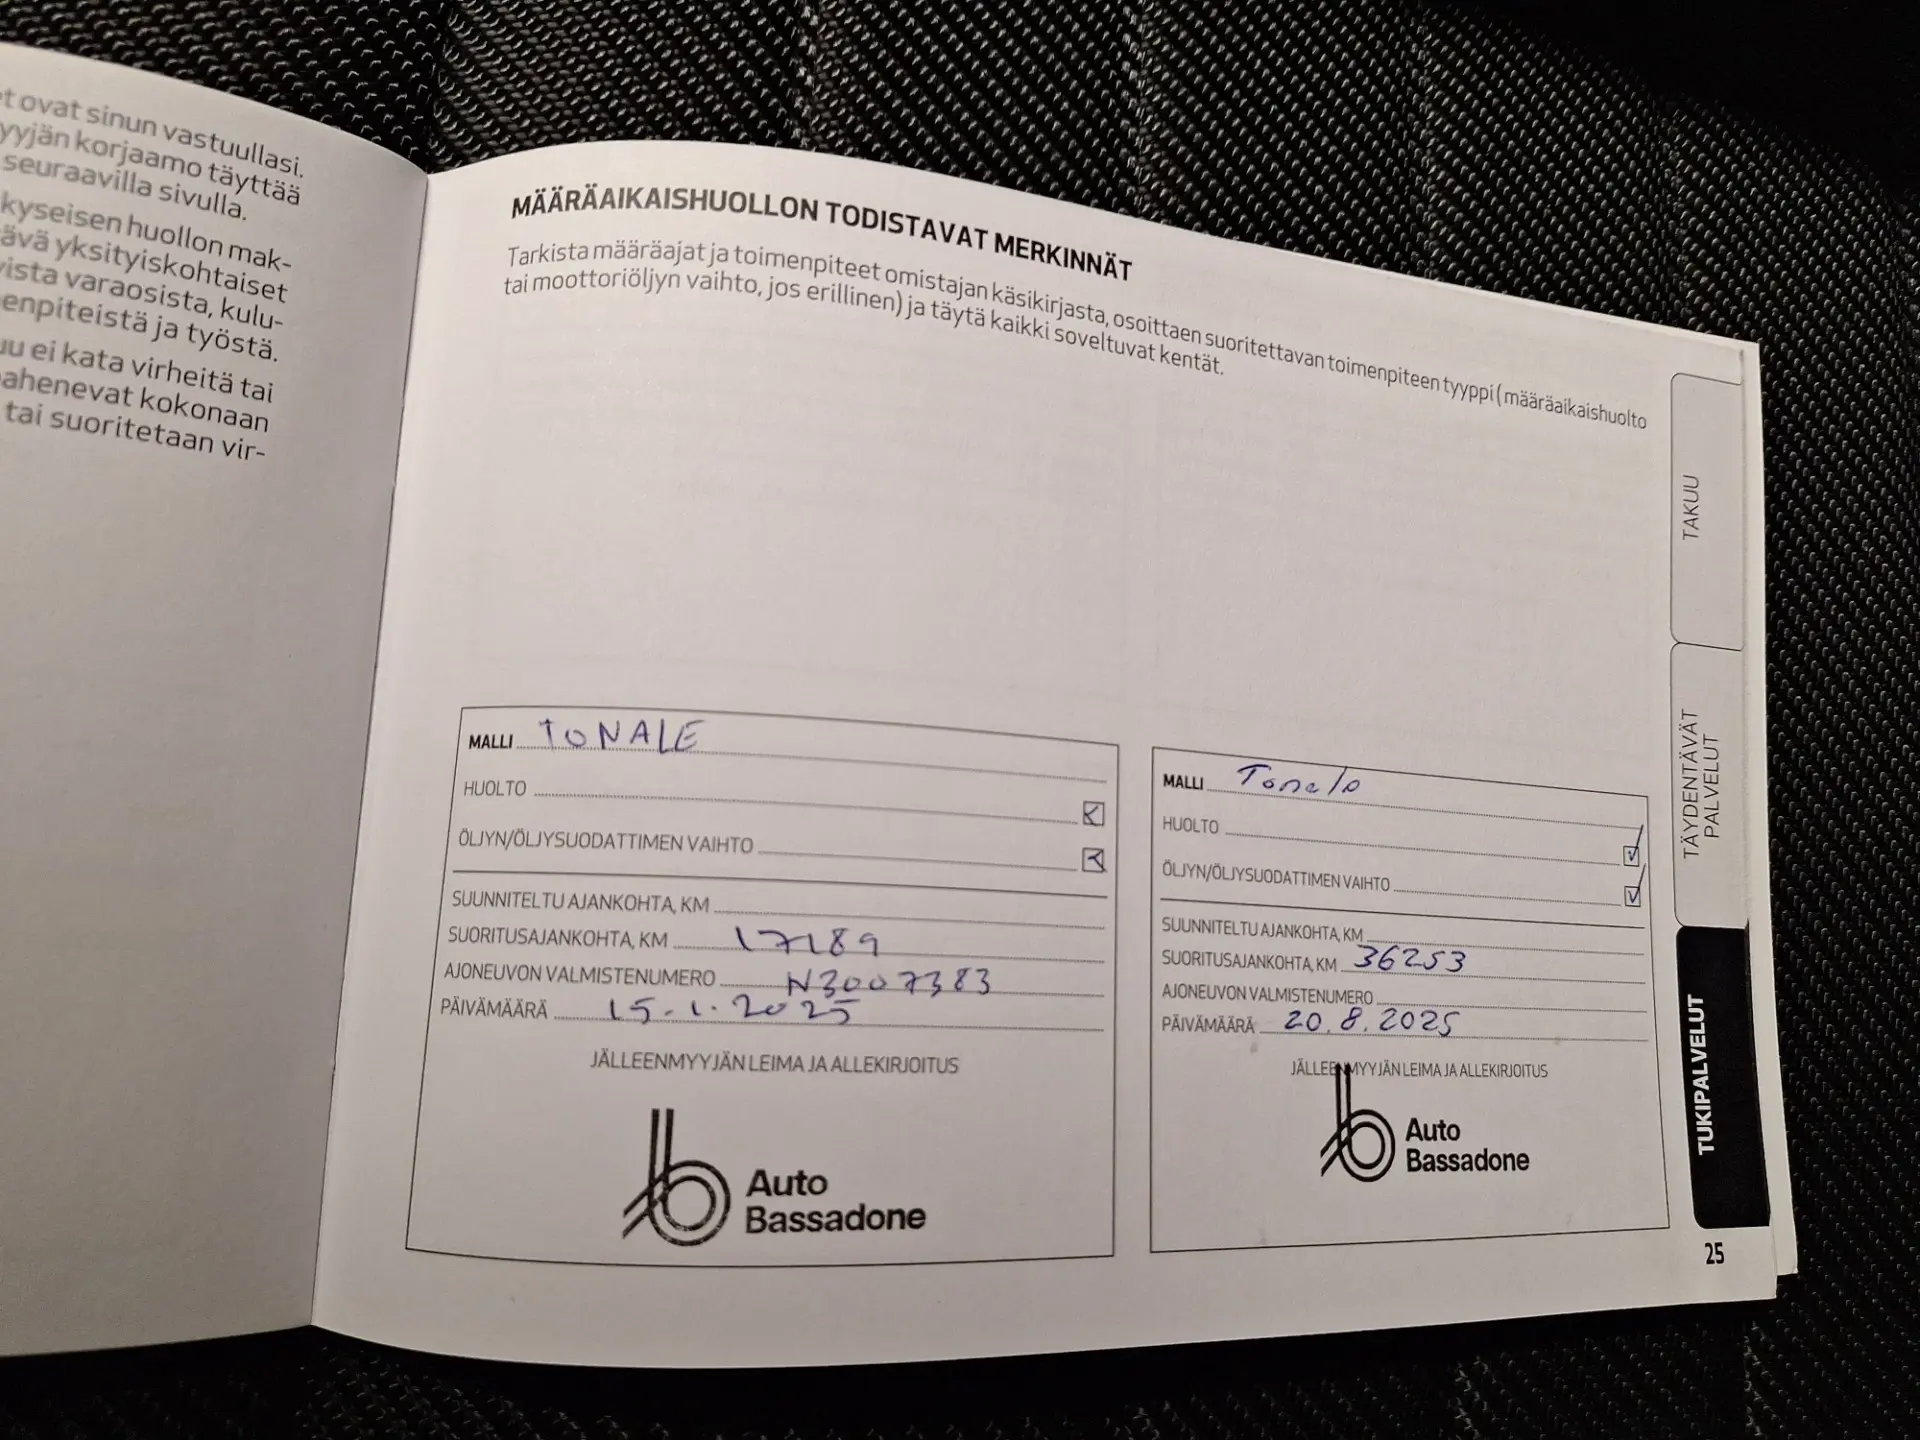 t ovat sinun vastuullasi.
yyjän korjaamo täyttää
seuraavilla sivulla.
kyseisen huollon mak-
ävä yksityiskohtaiset
vista varaosista, kulu-
enpiteistä ja työstä.
uu ei kata virheitä tai
ahenevat kokonaan
tai suoritetaan vir-
MÄÄRÄAIKAISHUOLLON TODISTAVAT MERKINNÄT
Tarkista määräajat ja toimenpiteet omistajan käsikirjasta, osoittaen suoritettavan toimenpiteen tyyppi (määräaikaishuolto
tai moottoriöljyn vaihto, jos erillinen) ja täytä kaikki soveltuvat kentät.
MALLI TONALE
HUOLTO
ÖLJYN/ÖLJYSUODATTIMEN VAIHTO
SUUNNITELTU AJANKOHTA, KM
SUORITUSAJANKOHTA, KM 17189
AJONEUVON VALMISTENUMERO N3007383
PÄIVÄMÄÄRÄ 15.1.2025
JÄLLEENMYYJÄN LEIMA JA ALLEKIRJOITUS
Auto
Bassadone
MALLI Tonale
HUOLTO
ÖLJYN/ÖLJYSUODATTIMEN VAIHTO
SUUNNITELTU AJANKOHTA, KM
SUORITUSAJANKOHTA, KM 36253
AJONEUVON VALMISTENUMERO
PÄIVÄMÄÄRÄ 20.8.2025
JÄLLEENMYYJÄN LEIMA JA ALLEKIRJOITUS
Auto
Bassadone
TAKUU
TÄYDENTÄVÄT
PALVELUT
TUKIPALVELUT
25